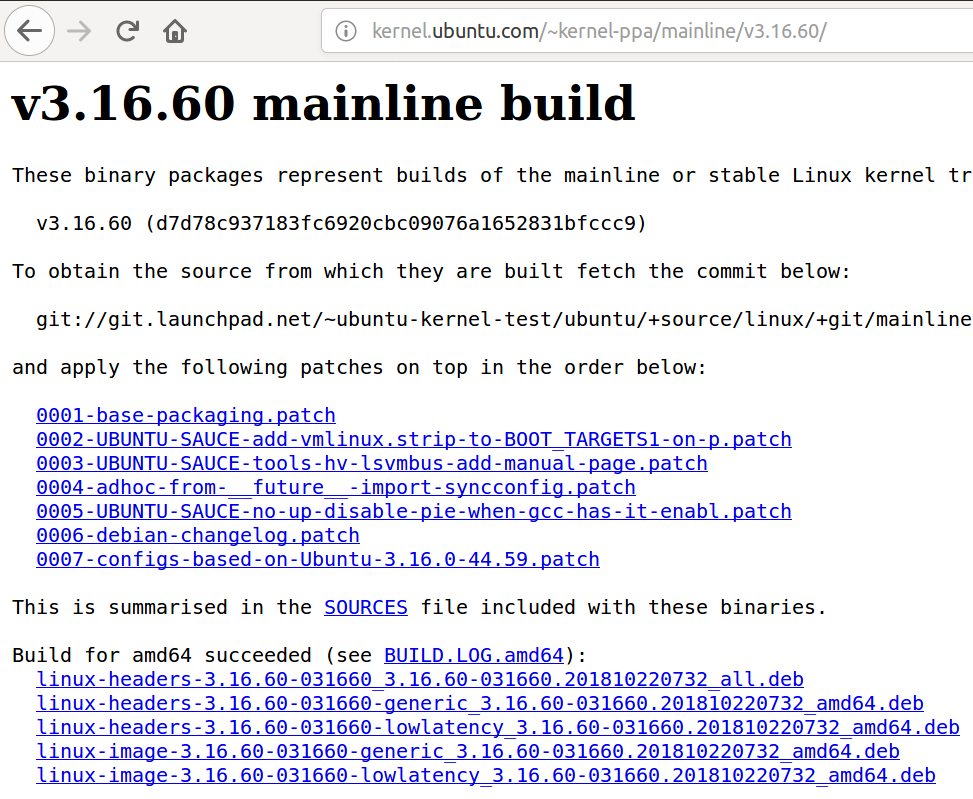 kernel.ubuntu.com/~kernel-ppa/mainline/v3.16.60/
v3.16.60 mainline build
These binary packages represent builds of the mainline or stable Linux kernel tr
v3.16.60 (d7d78c937183fc6920cbc09076a1652831bfccc9)
To obtain the source from which they are built fetch the commit below:
git://git.launchpad.net/~ubuntu-kernel-test/ubuntu/+source/linux/+git/mainline
and apply the following patches on top in the order below:
0001-base-packaging.patch
0002-UBUNTU-SAUCE-add-vmlinux.strip-to-BOOT_TARGETS1-on-p.patch
0003-UBUNTU-SAUCE-tools-hv-lsvmbus-add-manual-page.patch
0004-adhoc-from-__future__-import-syncconfig.patch
0005-UBUNTU-SAUCE-no-up-disable-pie-when-gcc-has-it-enabl.patch
0006-debian-changelog.patch
0007-configs-based-on-Ubuntu-3.16.0-44.59.patch
This is summarised in the SOURCES file included with these binaries.
Build for amd64 succeeded (see BUILD.LOG.amd64):
linux-headers-3.16.60-031660_3.16.60-031660.201810220732_all.deb
linux-headers-3.16.60-031660-generic_3.16.60-031660.201810220732_amd64.deb
linux-headers-3.16.60-031660-lowlatency_3.16.60-031660.201810220732_amd64.deb
linux-image-3.16.60-031660-generic_3.16.60-031660.201810220732_amd64.deb
linux-image-3.16.60-031660-lowlatency_3.16.60-031660.201810220732_amd64.deb